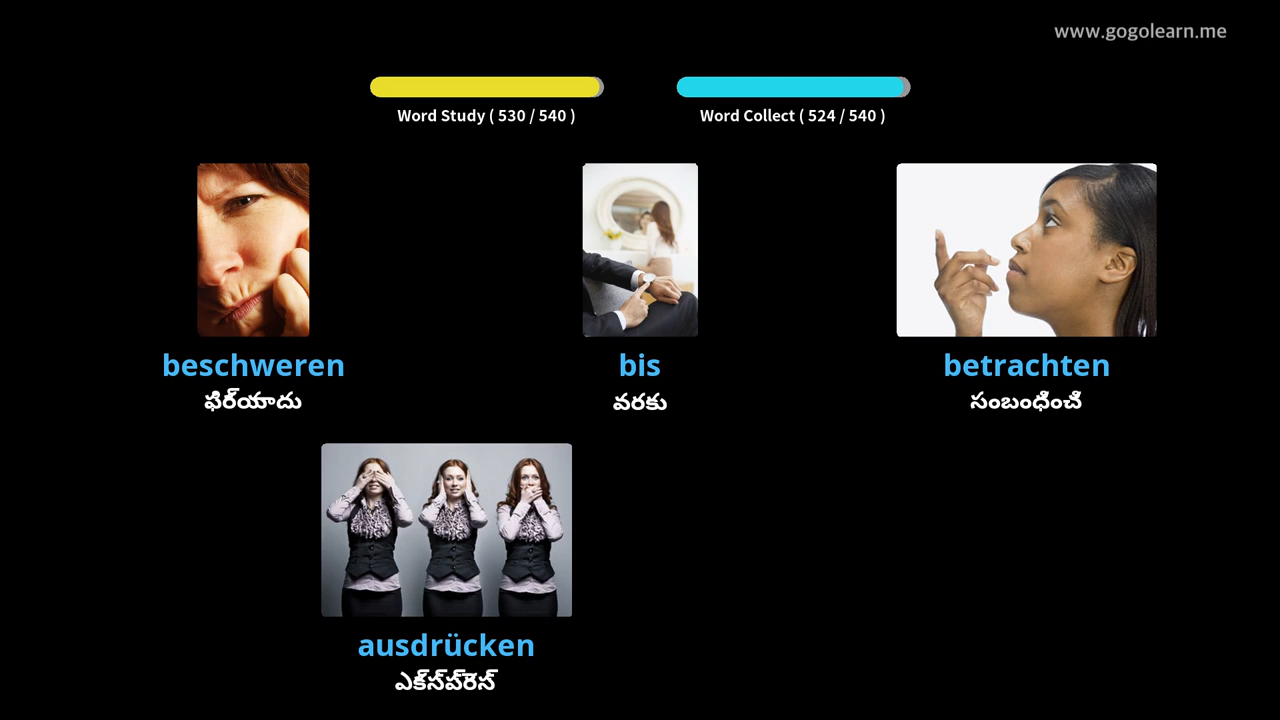 www.gogolearn.me
Word Study ( 530 / 540 )
Word Collect ( 524 / 540 )
beschweren
ఫిర్యాదు
bis
వరకు
betrachten
సంబంధించి
ausdrücken
ఎక్స్ప్రెస్